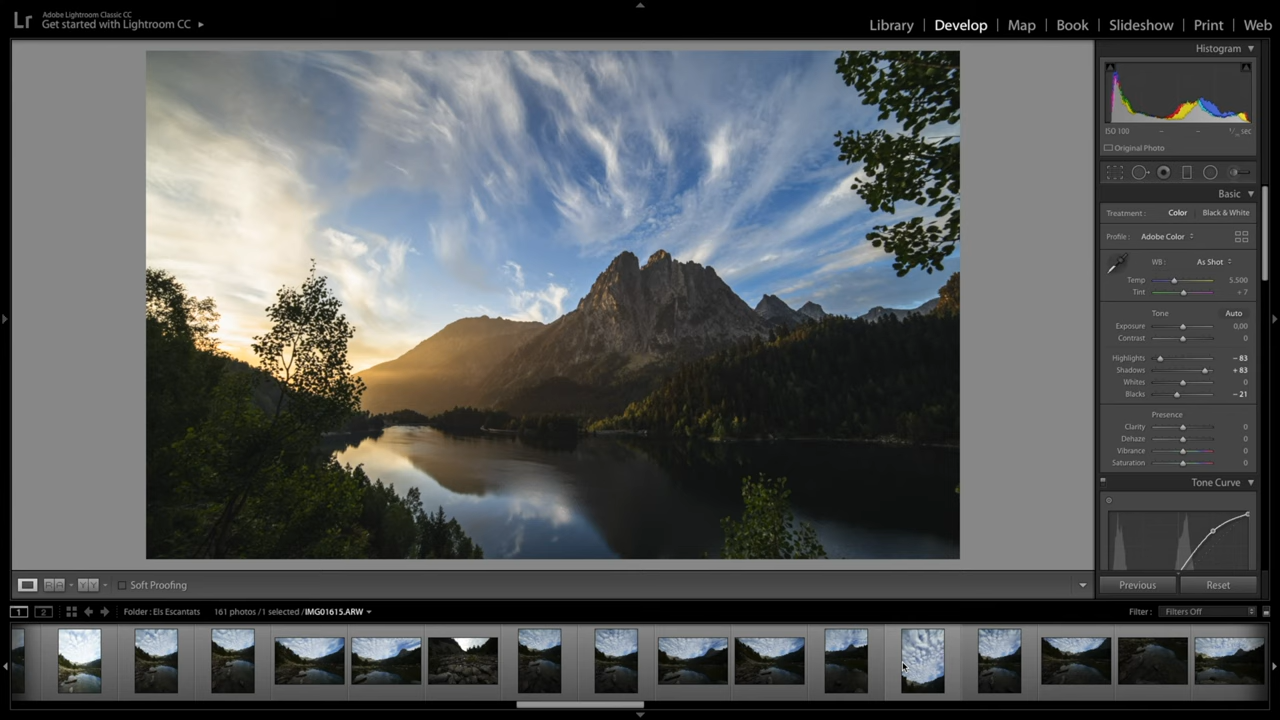 Lr
Adobe Lightroom Classic CC
Get started with Lightroom CC
Library | Develop | Map | Book | Slideshow | Print | Web
Histogram
ISO 100
sec
Original Photo
Basic
Treatment : Color Black & White
Profile : Adobe Color
WB : As Shot
Temp 5,500
Tint + 7
Tone Auto
Exposure 0,00
Contrast 0
Highlights − 83
Shadows + 83
Whites 0
Blacks − 21
Presence
Clarity 0
Dehaze 0
Vibrance 0
Saturation 0
Tone Curve
Soft Proofing
Previous Reset
1 2 Folder : Els Escantats 161 photos /1 selected /IMG01615.ARW Filter : Filters Off